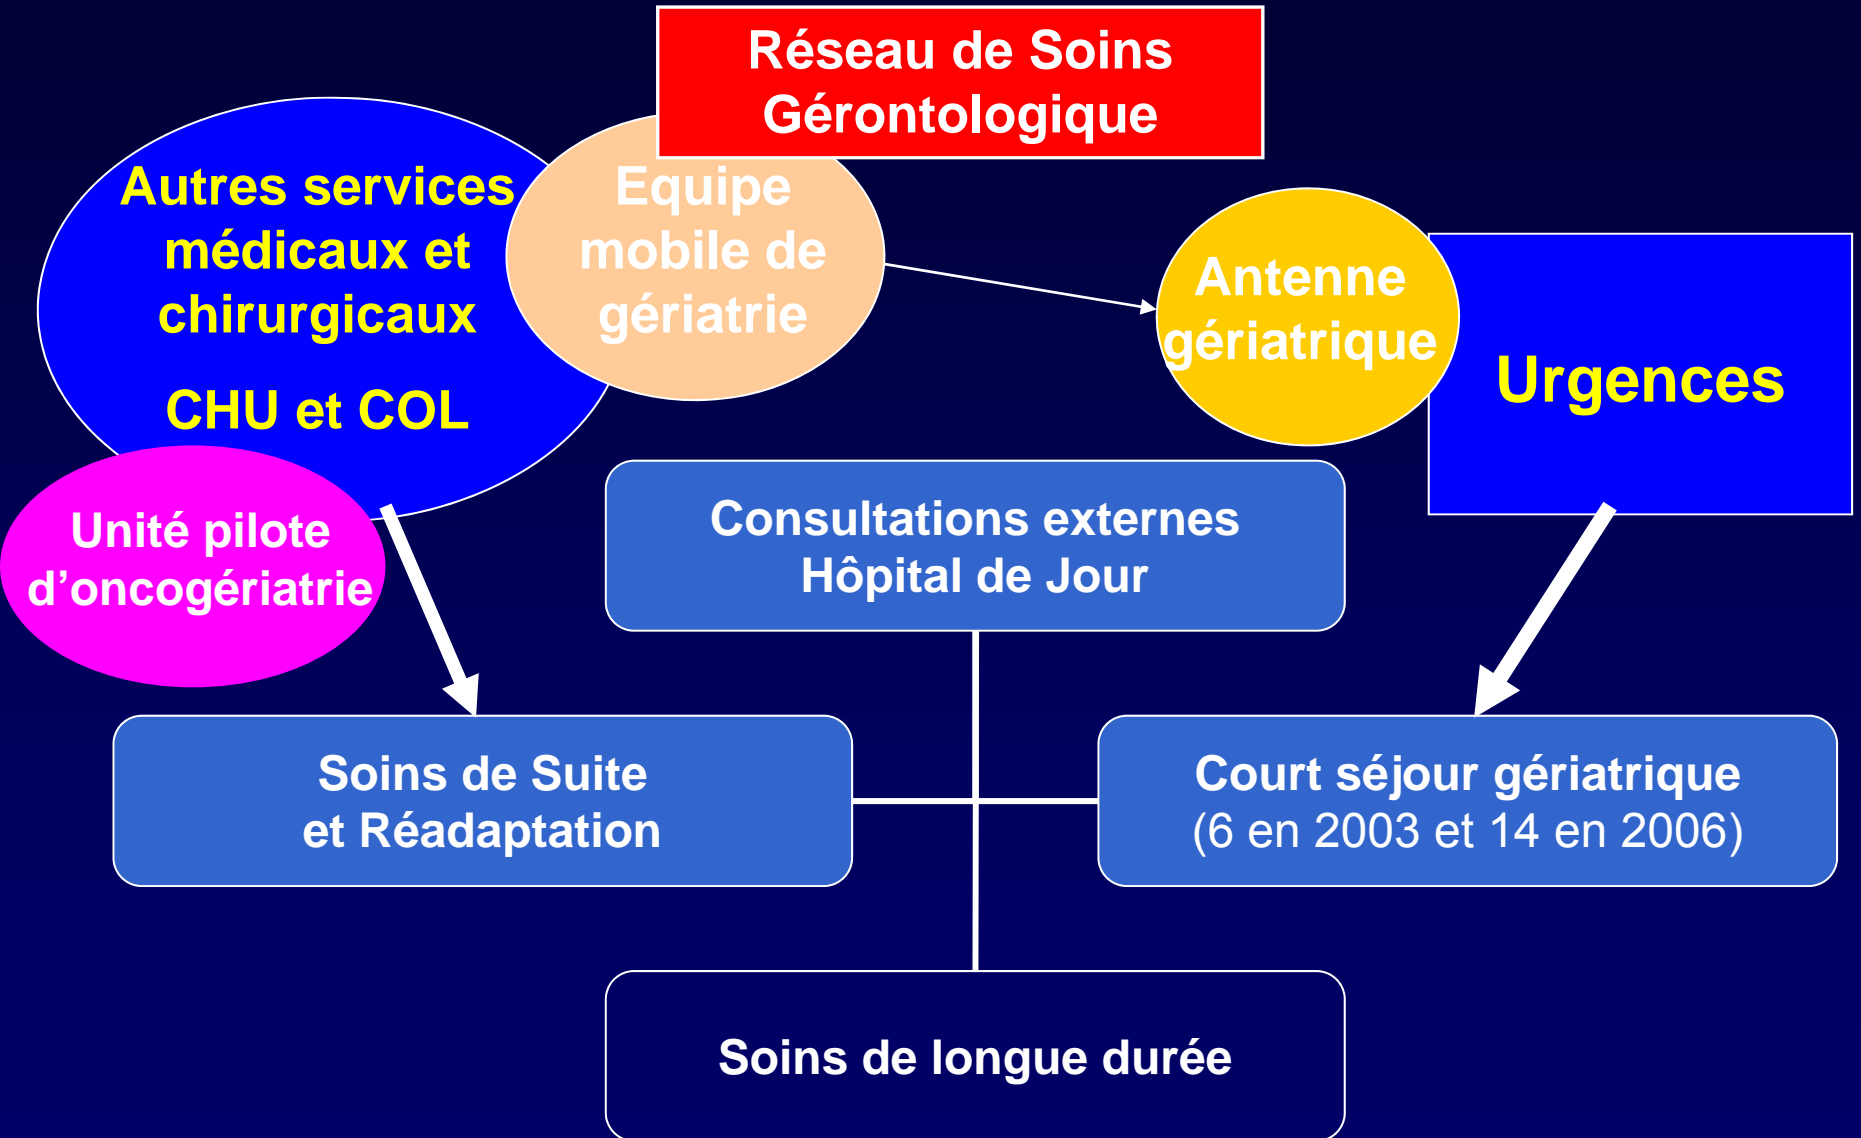 Réseau de Soins
Gérontologique
Autres services
médicaux et
chirurgicaux
CHU et COL
Equipe
mobile de
gériatrie
Antenne
gériatrique
Urgences
Unité pilote
d’oncogériatrie
Consultations externes
Hôpital de Jour
Soins de Suite
et Réadaptation
Court séjour gériatrique
(6 en 2003 et 14 en 2006)
Soins de longue durée